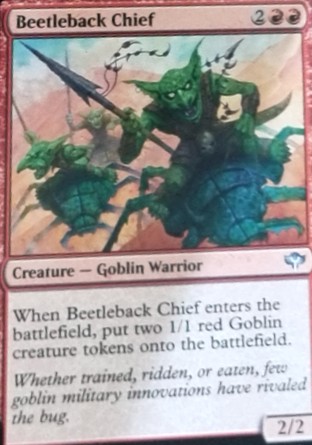 Beetleback Chief 2
Creature — Goblin Warrior
When Beetleback Chief enters the
battlefield, put two 1/1 red Goblin
creature tokens onto the battlefield.
Whether trained, ridden, or eaten, few
goblin military innovations have rivaled
the bug.
2/2